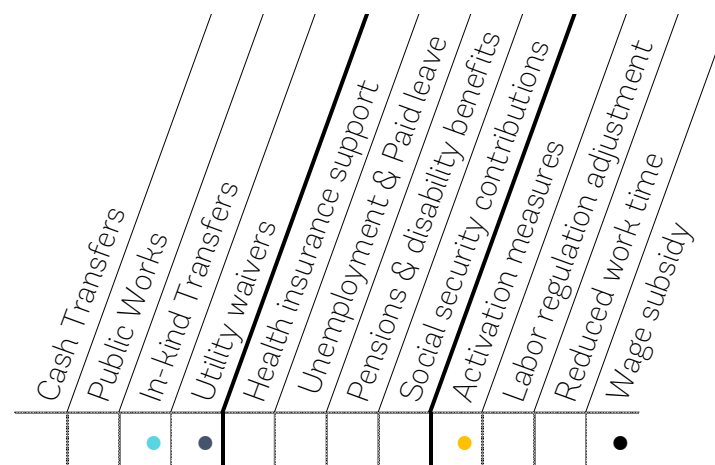 Cash Transfers
Public Works
In-kind Transfers
Utility waivers
Health insurance support
Unemployment & Paid leave
Pensions & disability benefits
Social security contributions
Activation measures
Labor regulation adjustment
Reduced work time
Wage subsidy